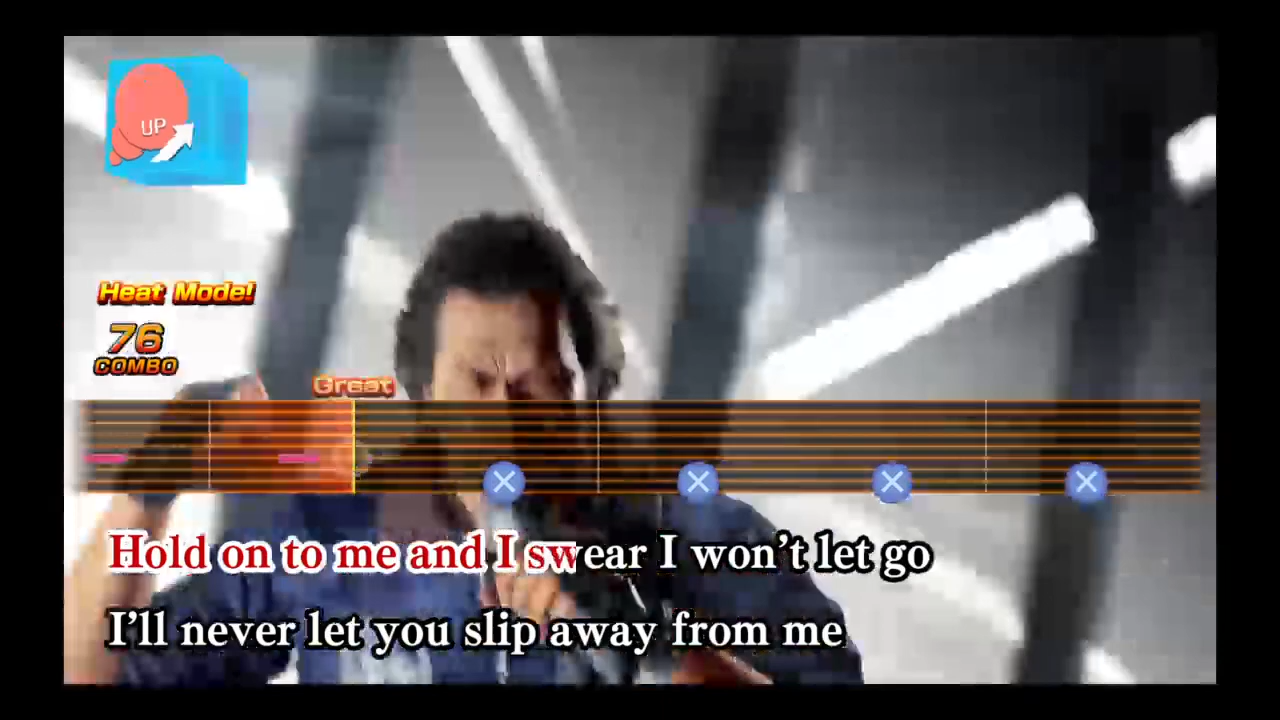 UP
Heat Mode!
76
COMBO
Great
Hold on to me and I swear I won't let go
I'll never let you slip away from me